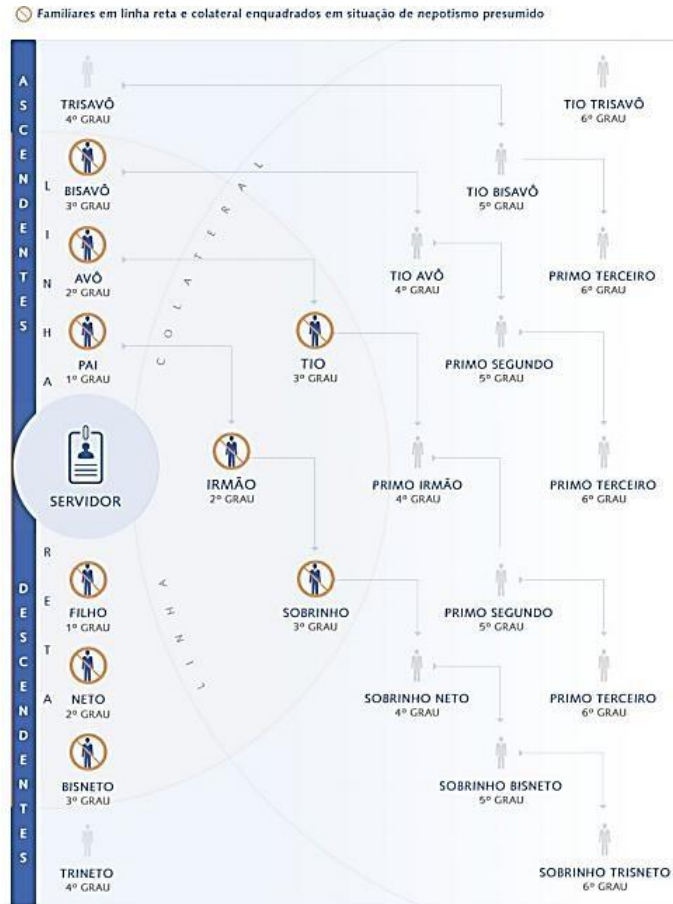 Familiares em linha reta e colateral enquadrados em situação de nepotismo presumido
ASCENDENTES
LINHA RETA
LINHA COLATERAL
TRISAVÔ
4º GRAU
TIO TRISAVÔ
6º GRAU
BISAVÔ
3º GRAU
TIO BISAVÔ
5º GRAU
AVÔ
2º GRAU
TIO AVÔ
4º GRAU
PRIMO TERCEIRO
6º GRAU
PAI
1º GRAU
TIO
3º GRAU
PRIMO SEGUNDO
5º GRAU
SERVIDOR
IRMÃO
2º GRAU
PRIMO IRMÃO
4º GRAU
PRIMO TERCEIRO
6º GRAU
DESCENDENTES
FILHO
1º GRAU
SOBRINHO
3º GRAU
PRIMO SEGUNDO
5º GRAU
NETO
2º GRAU
SOBRINHO NETO
4º GRAU
PRIMO TERCEIRO
6º GRAU
BISNETO
3º GRAU
SOBRINHO BISNETO
5º GRAU
TRINETO
4º GRAU
SOBRINHO TRISNETO
6º GRAU